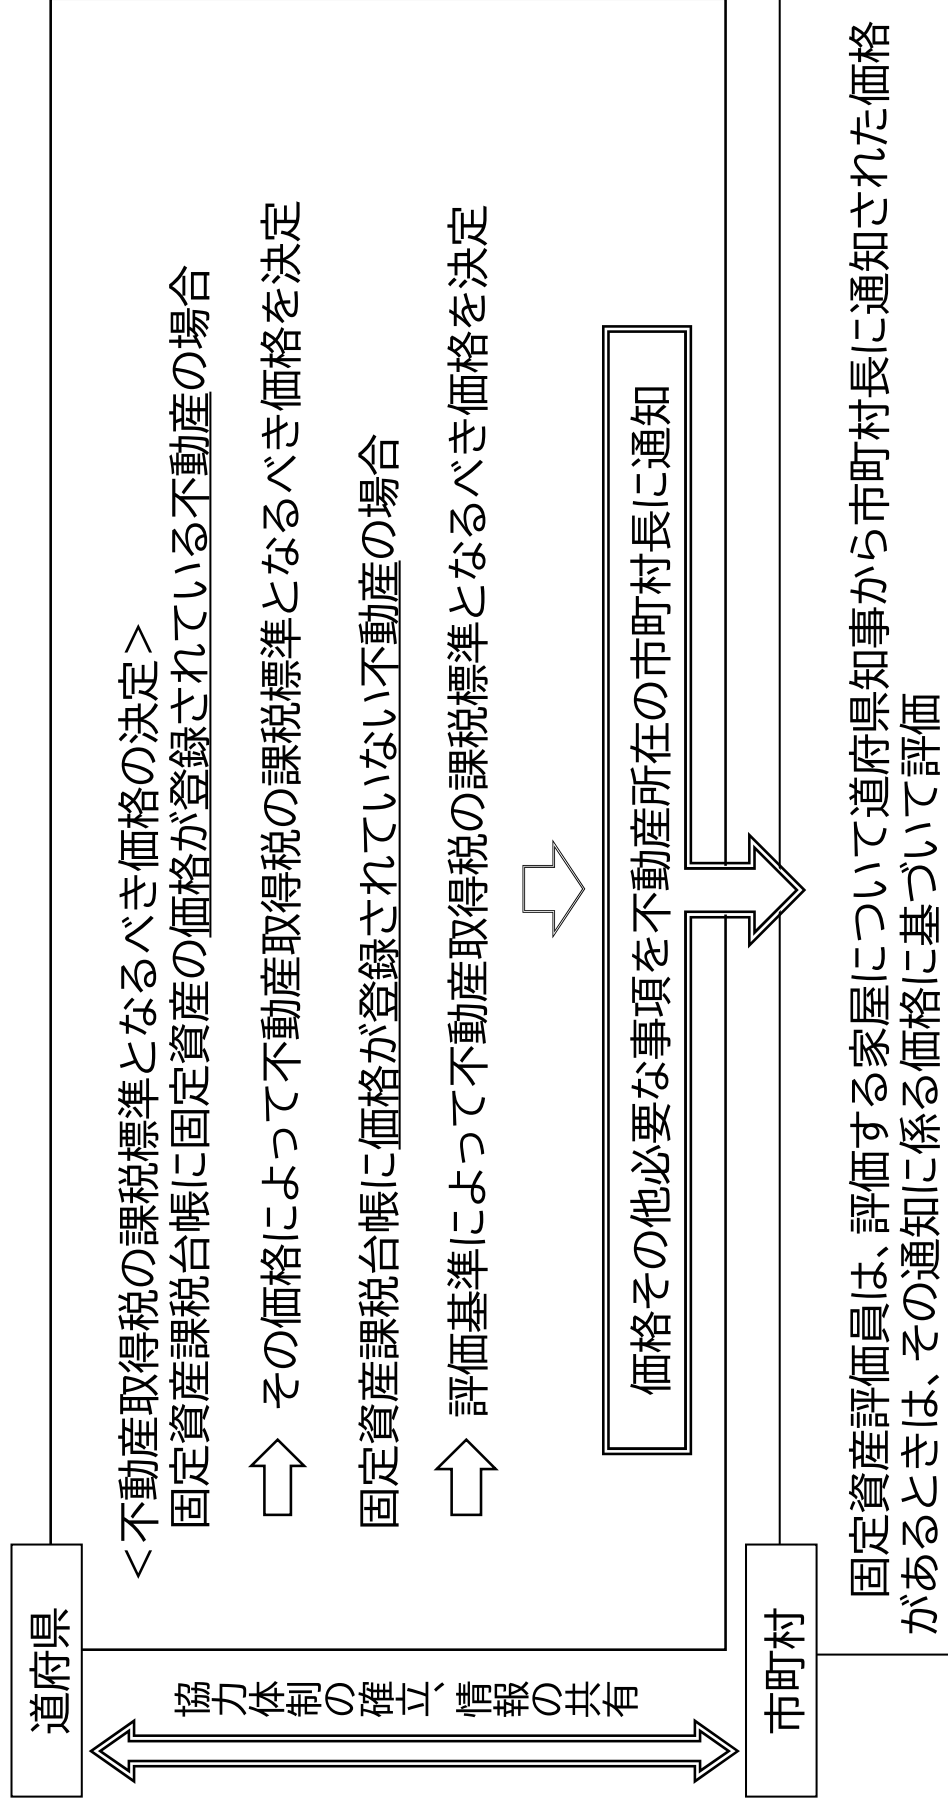 道府県
＜不動産取得税の課税標準となるべき価格の決定＞
固定資産課税台帳に固定資産の価格が登録されている不動産の場合
その価格によって不動産取得税の課税標準となるべき価格を決定
固定資産課税台帳に価格が登録されていない不動産の場合
評価基準によって不動産取得税の課税標準となるべき価格を決定
価格その他必要な事項を不動産所在の市町村長に通知
協力体制の確立、情報の共有
市町村
固定資産評価員は、評価する家屋について道府県知事から市町村長に通知された価格
があるときは、その通知に係る価格に基づいて評価